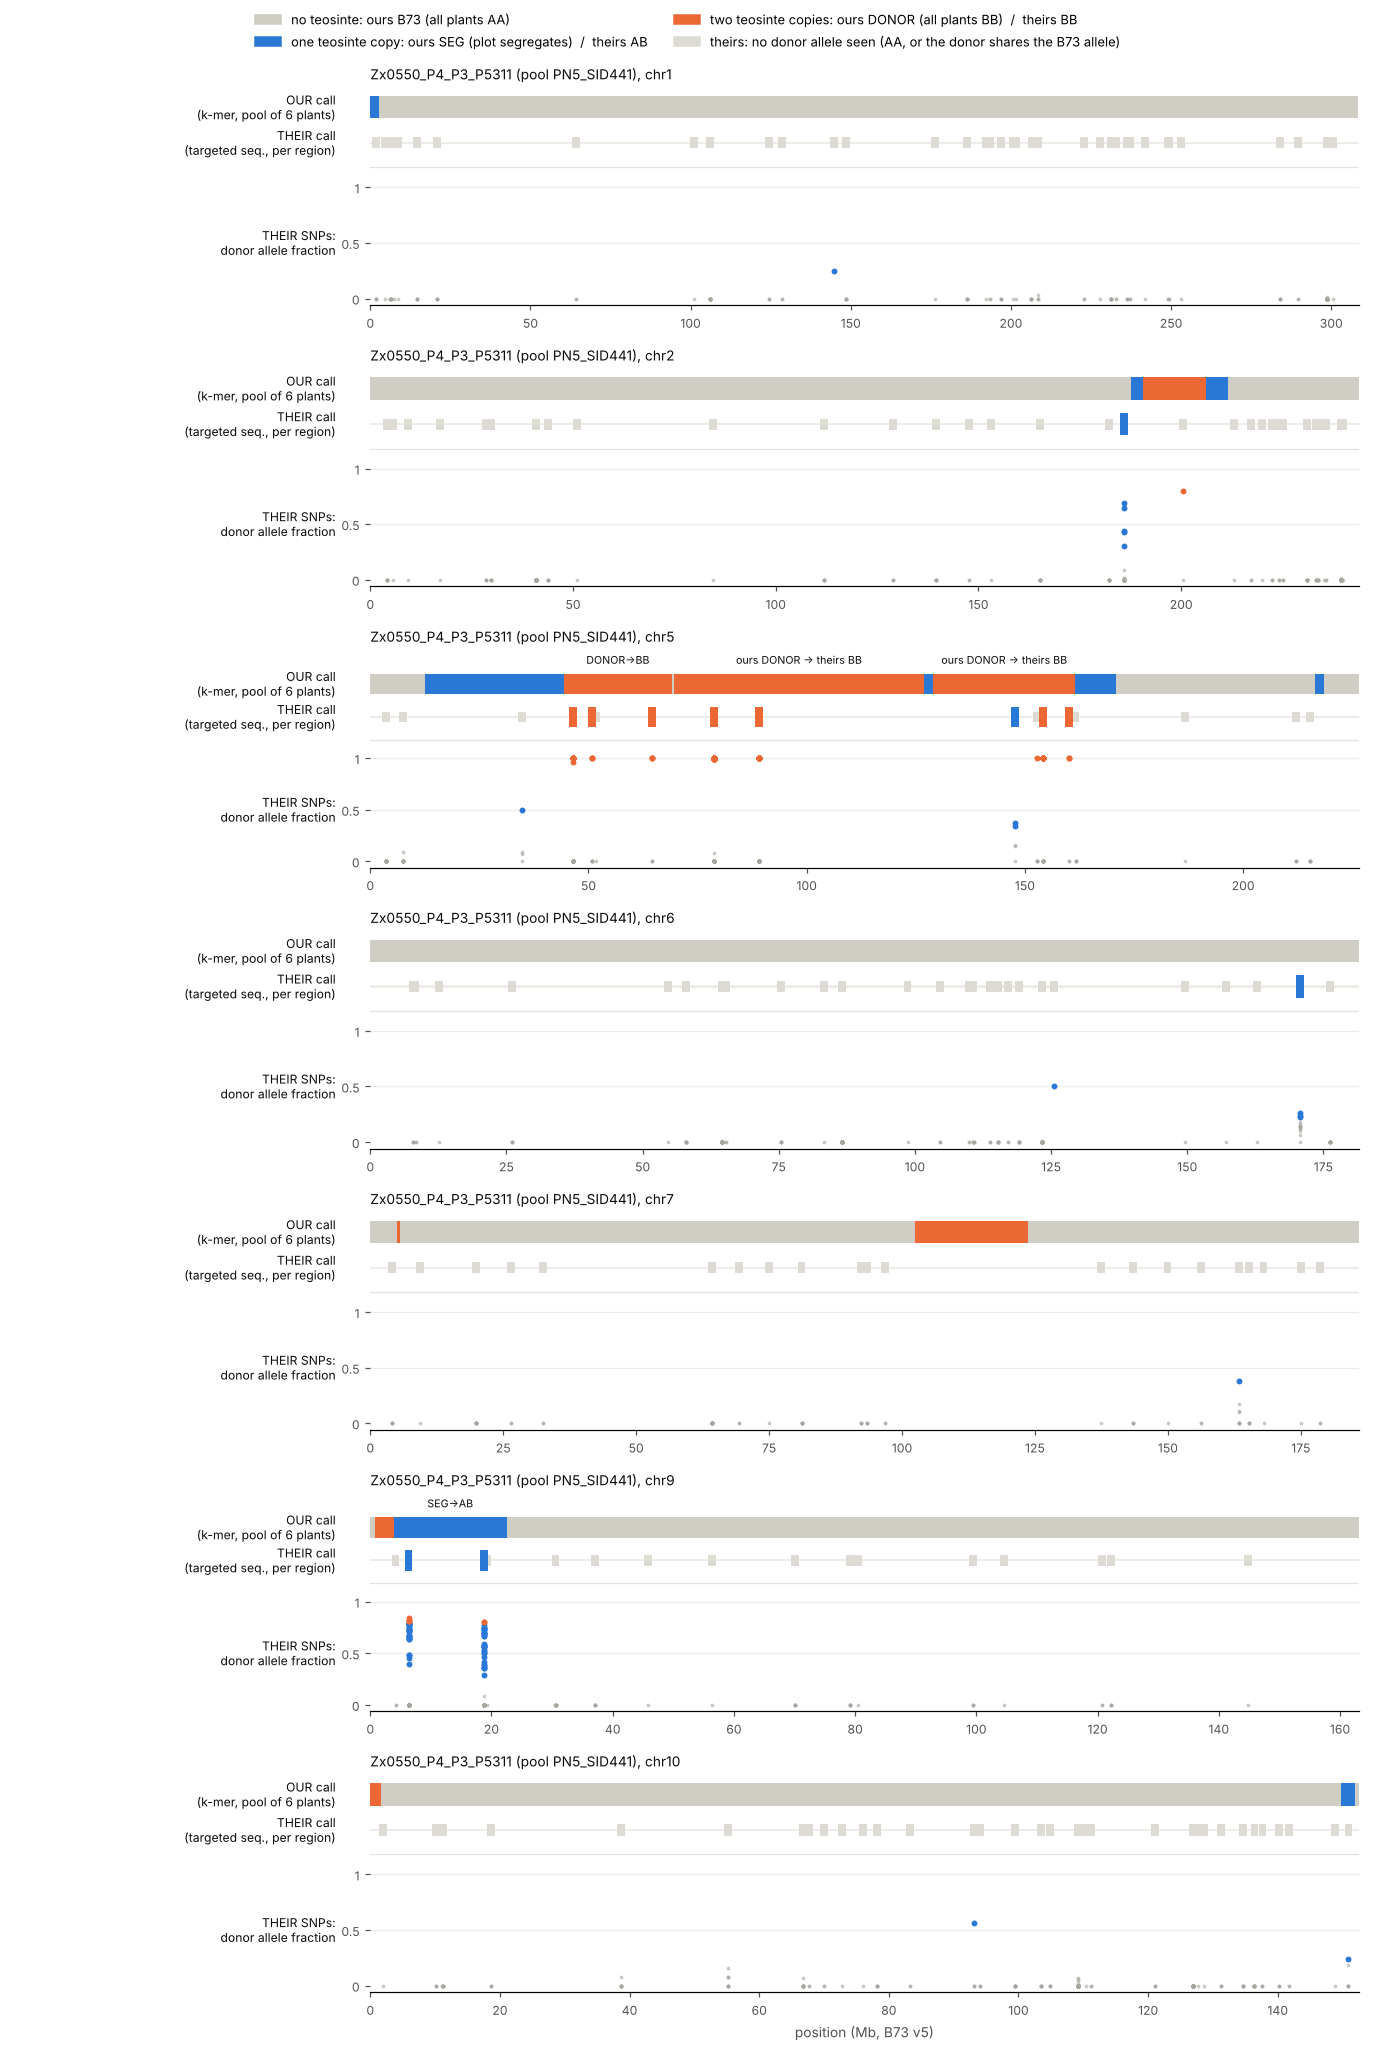 no teosinte: ours B73 (all plants AA)
two teosinte copies: ours DONOR (all plants BB)  /  theirs BB
one teosinte copy: ours SEG (plot segregates)  /  theirs AB
theirs: no donor allele seen (AA, or the donor shares the B73 allele)
Zx0550_P4_P3_P5311 (pool PN5_SID441), chr1
OUR call
(k-mer, pool of 6 plants)
THEIR call
(targeted seq., per region)
1
THEIR SNPs:
donor allele fraction
0.5
0
0 50 100 150 200 250 300
Zx0550_P4_P3_P5311 (pool PN5_SID441), chr2
OUR call
(k-mer, pool of 6 plants)
THEIR call
(targeted seq., per region)
1
THEIR SNPs:
donor allele fraction
0.5
0
0 50 100 150 200
Zx0550_P4_P3_P5311 (pool PN5_SID441), chr5
DONOR→BB ours DONOR → theirs BB ours DONOR → theirs BB
OUR call
(k-mer, pool of 6 plants)
THEIR call
(targeted seq., per region)
1
THEIR SNPs:
donor allele fraction
0.5
0
0 50 100 150 200
Zx0550_P4_P3_P5311 (pool PN5_SID441), chr6
OUR call
(k-mer, pool of 6 plants)
THEIR call
(targeted seq., per region)
1
THEIR SNPs:
donor allele fraction
0.5
0
0 25 50 75 100 125 150 175
Zx0550_P4_P3_P5311 (pool PN5_SID441), chr7
OUR call
(k-mer, pool of 6 plants)
THEIR call
(targeted seq., per region)
1
THEIR SNPs:
donor allele fraction
0.5
0
0 25 50 75 100 125 150 175
Zx0550_P4_P3_P5311 (pool PN5_SID441), chr9
SEG→AB
OUR call
(k-mer, pool of 6 plants)
THEIR call
(targeted seq., per region)
1
THEIR SNPs:
donor allele fraction
0.5
0
0 20 40 60 80 100 120 140 160
Zx0550_P4_P3_P5311 (pool PN5_SID441), chr10
OUR call
(k-mer, pool of 6 plants)
THEIR call
(targeted seq., per region)
1
THEIR SNPs:
donor allele fraction
0.5
0
0 20 40 60 80 100 120 140
position (Mb, B73 v5)